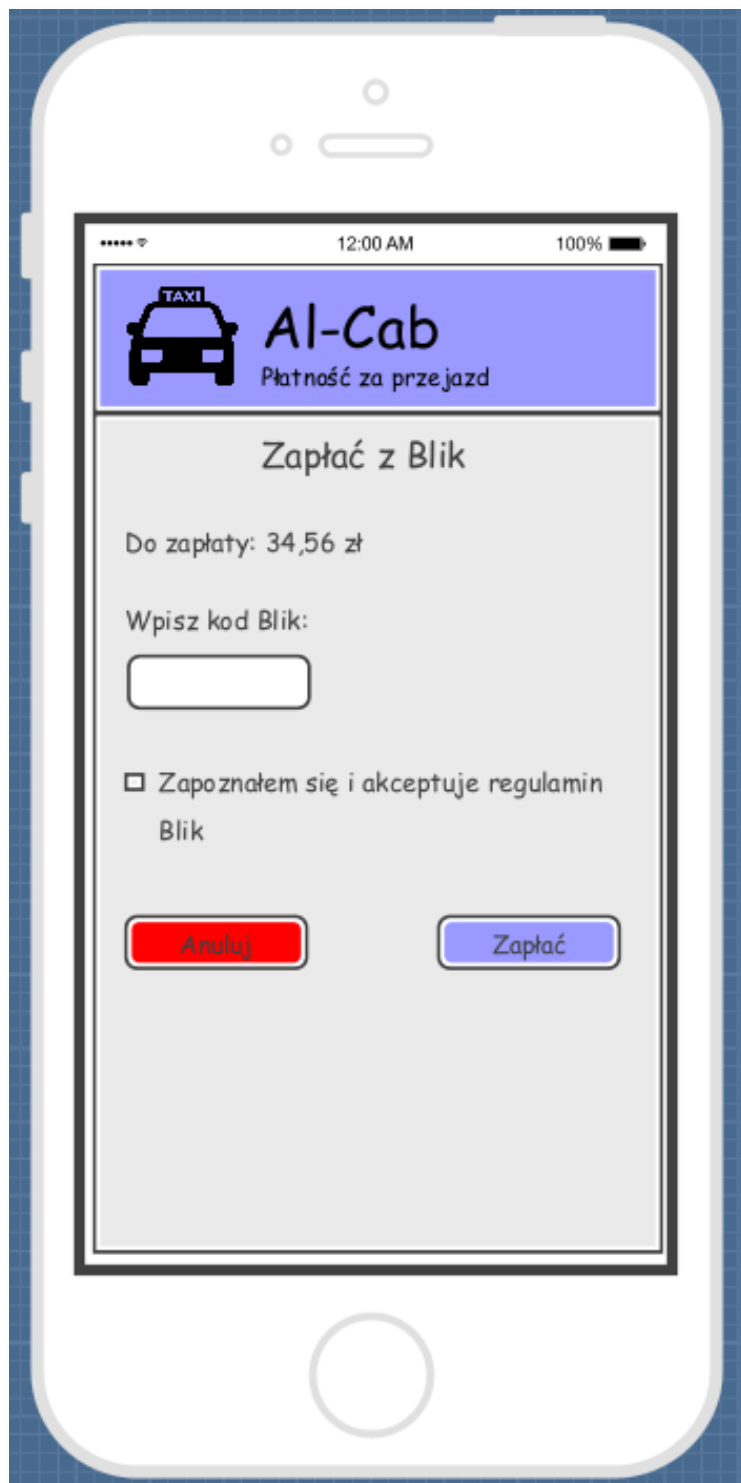 12:00 AM 100%
TAXI
Al-Cab
Płatność za przejazd
Zapłać z Blik
Do zapłaty: 34,56 zł
Wpisz kod Blik:
Zapoznałem się i akceptuje regulamin
Blik
Anuluj Zapłać